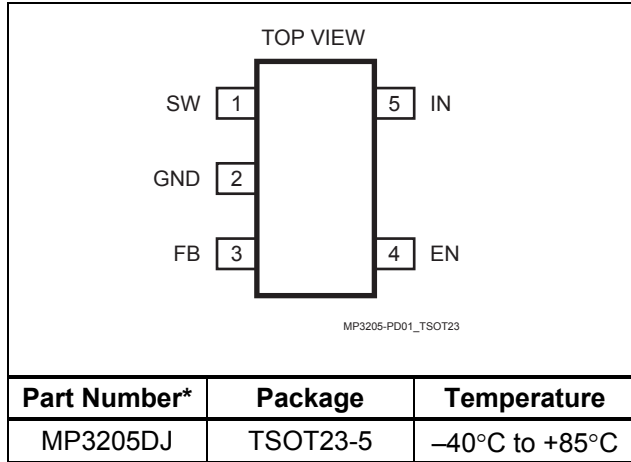 TOP VIEW
SW 1 5 IN
GND 2
FB 3 4 EN
MP3205-PD01_TSOT23
Part Number* Package Temperature
MP3205DJ TSOT23-5 –40°C to +85°C